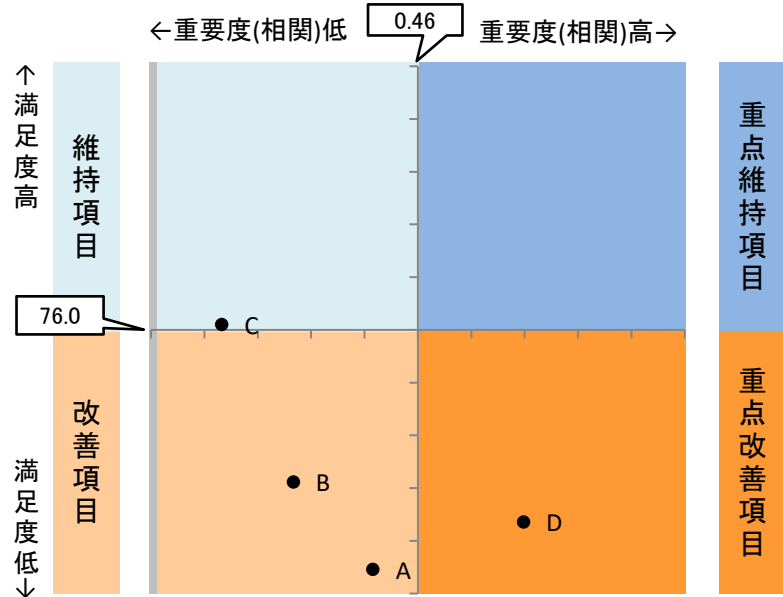 ←重要度(相関)低
0.46
重要度(相関)高→
↑満足度高
維持項目
重点維持項目
76.0
C
改善項目
重点改善項目
満足度低↓
B
D
A